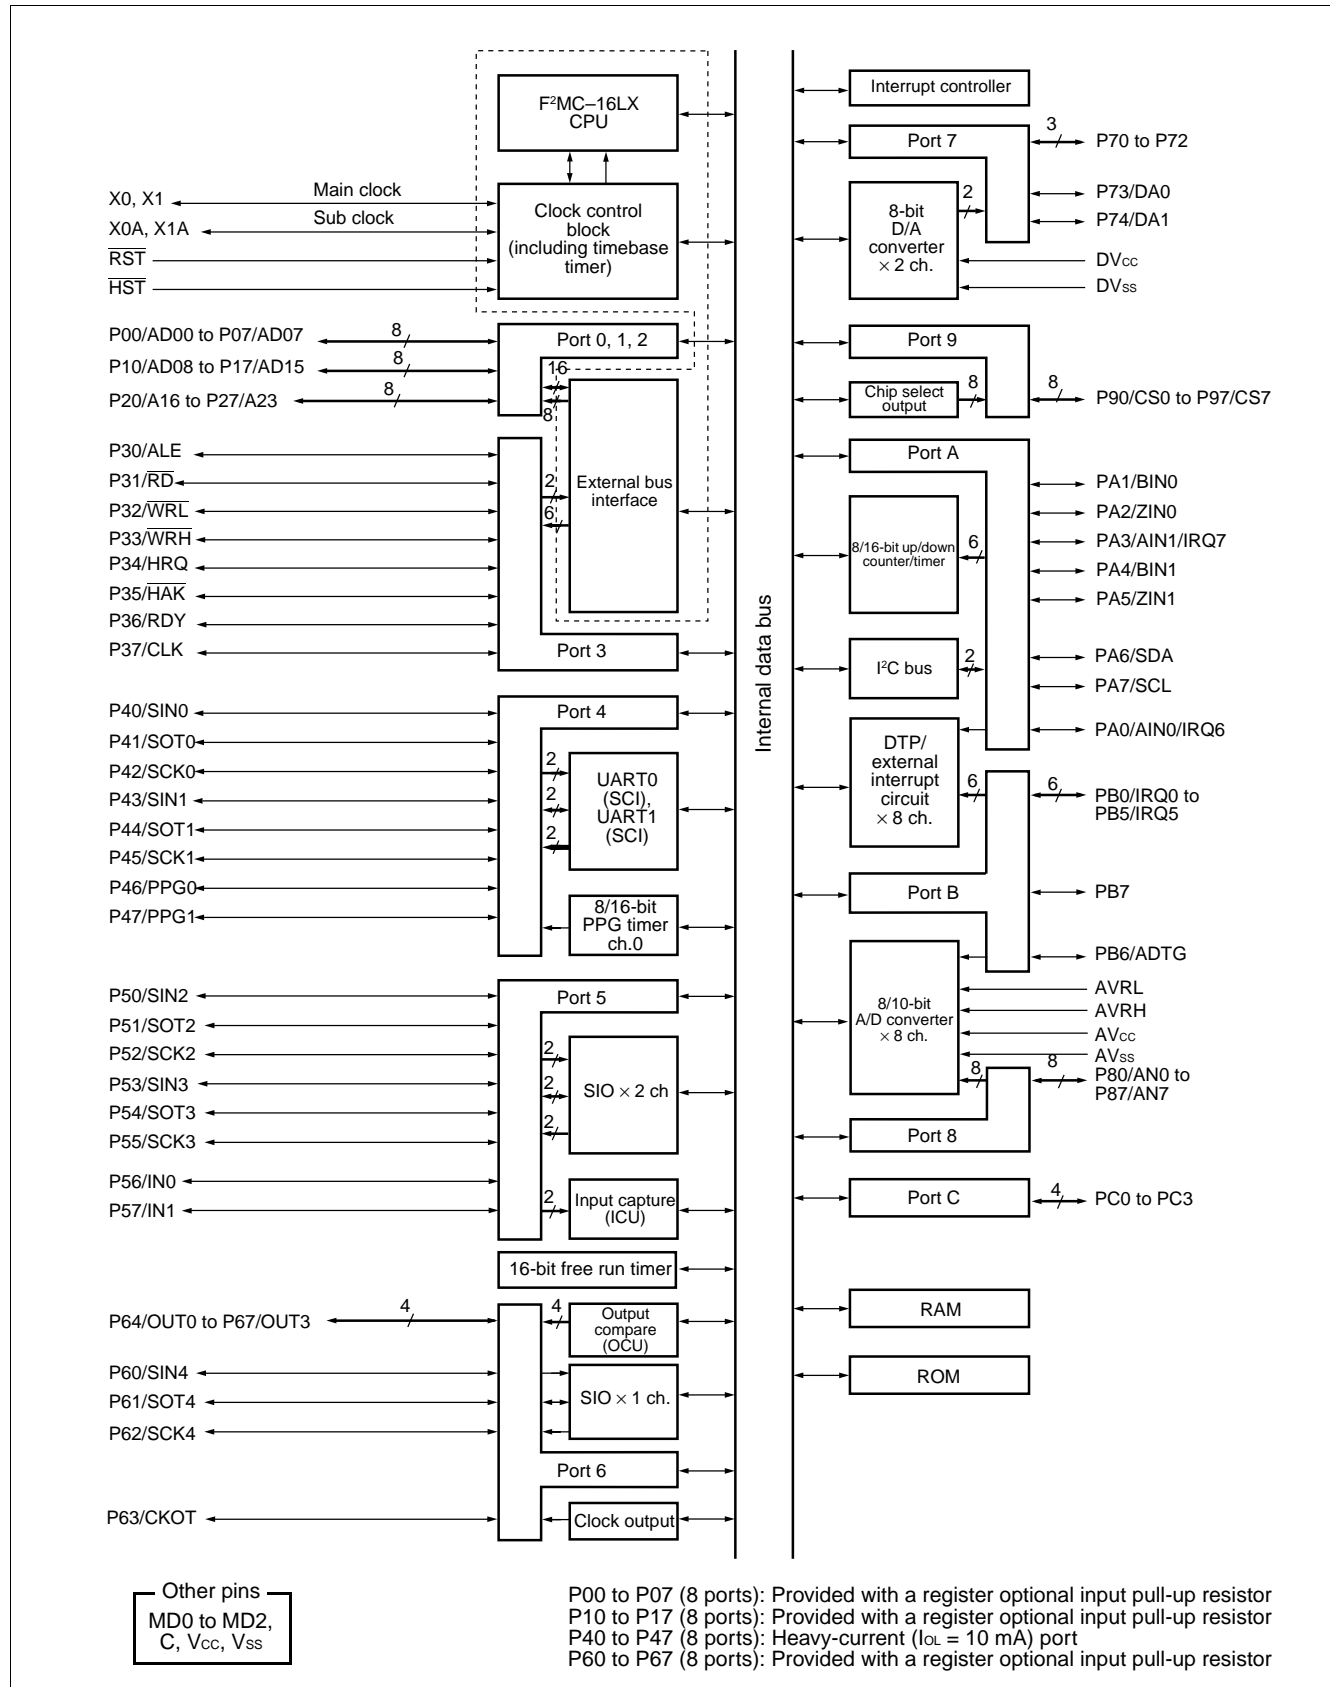 F²MC–16LX
CPU
X0, X1
Main clock
X0A, X1A
Sub clock
RST
HST
Clock control
block
(including timebase
timer)
P00/AD00 to P07/AD07
8
P10/AD08 to P17/AD15
8
P20/A16 to P27/A23
8
Port 0, 1, 2
16
8
External bus
interface
P30/ALE
P31/RD
P32/WRL
P33/WRH
P34/HRQ
P35/HAK
P36/RDY
P37/CLK
2
6
Port 3
P40/SIN0
P41/SOT0
P42/SCK0
P43/SIN1
P44/SOT1
P45/SCK1
P46/PPG0
P47/PPG1
Port 4
2
2
2
UART0
(SCI),
UART1
(SCI)
8/16-bit
PPG timer
ch.0
P50/SIN2
P51/SOT2
P52/SCK2
P53/SIN3
P54/SOT3
P55/SCK3
P56/IN0
P57/IN1
Port 5
2
2
2
SIO × 2 ch
2
Input capture
(ICU)
16-bit free run timer
P64/OUT0 to P67/OUT3
4
4
Output
compare
(OCU)
P60/SIN4
P61/SOT4
P62/SCK4
SIO × 1 ch.
Port 6
P63/CKOT
Clock output
Internal data bus
Interrupt controller
Port 7
3
P70 to P72
8-bit
D/A
converter
× 2 ch.
2
P73/DA0
P74/DA1
DVCC
DVSS
Port 9
Chip select
output
8
8
P90/CS0 to P97/CS7
Port A
PA1/BIN0
PA2/ZIN0
PA3/AIN1/IRQ7
PA4/BIN1
PA5/ZIN1
8/16-bit up/down
counter/timer
6
I²C bus
2
PA6/SDA
PA7/SCL
PA0/AIN0/IRQ6
DTP/
external
interrupt
circuit
× 8 ch.
6
6
PB0/IRQ0 to
PB5/IRQ5
Port B
PB7
PB6/ADTG
8/10-bit
A/D converter
× 8 ch.
AVRL
AVRH
AVCC
AVSS
8
8
P80/AN0 to
P87/AN7
Port 8
Port C
4
PC0 to PC3
RAM
ROM
Other pins
MD0 to MD2,
C, VCC, VSS
P00 to P07 (8 ports): Provided with a register optional input pull-up resistor
P10 to P17 (8 ports): Provided with a register optional input pull-up resistor
P40 to P47 (8 ports): Heavy-current (IOL = 10 mA) port
P60 to P67 (8 ports): Provided with a register optional input pull-up resistor